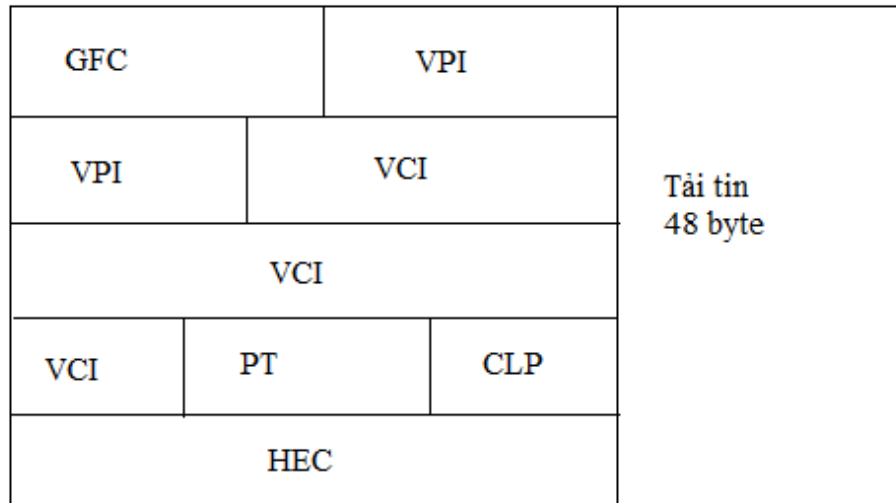 GFC VPI
VPI VCI
VCI
VCI PT CLP
HEC
Tải tin
48 byte